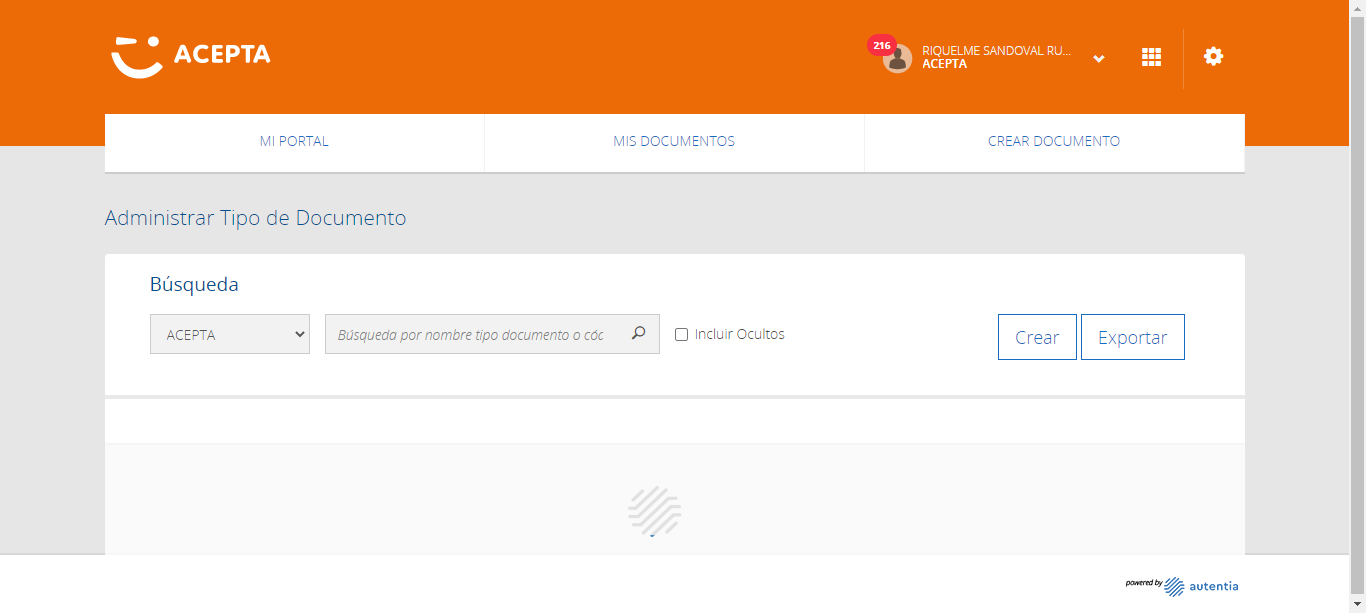 ACEPTA
216
RIQUELME SANDOVAL RU...
ACEPTA
MI PORTAL
MIS DOCUMENTOS
CREAR DOCUMENTO
Administrar Tipo de Documento
Búsqueda
ACEPTA
Búsqueda por nombre tipo documento o cóc
Incluir Ocultos
Crear
Exportar
powered by autentia